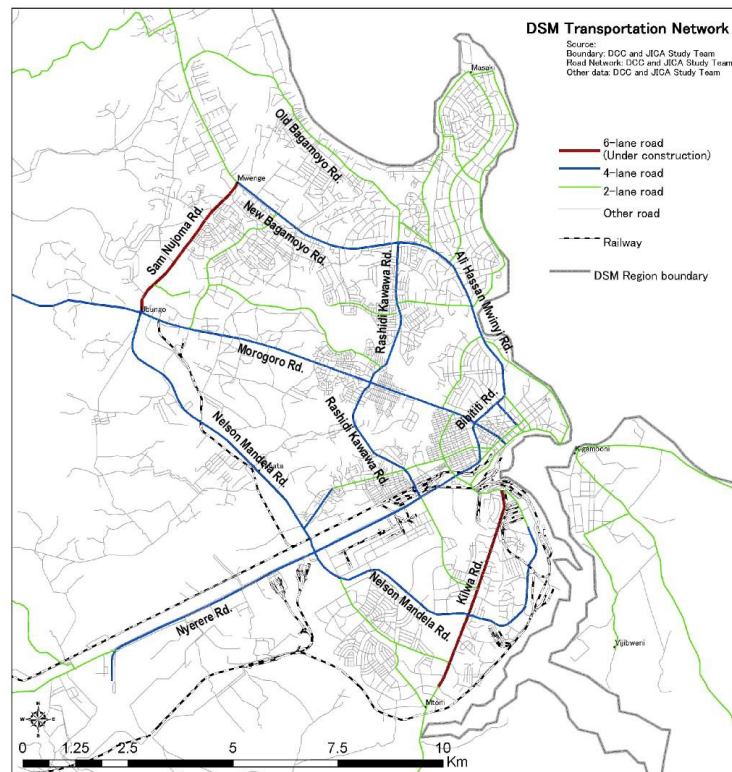 DSM Transportation Network
Source:
Boundary: DCC and JICA Study Team
Road Network: DCC and JICA Study Team
Other data: DCC and JICA Study Team
6-lane road
(Under construction)
4-lane road
2-lane road
Other road
Railway
DSM Region boundary
Masaki
Old Bagamoyo Rd.
Mwenge
New Bagamoyo Rd.
Sam Nujoma Rd.
Ali Hassan Mwinyi Rd.
Rashidi Kawawa Rd.
Ubungo
Morogoro Rd.
Bibititi Rd.
Rashidi Kawawa Rd.
Nelson Mandela Rd.
Kigamboni
Kilwa Rd.
Nelson Mandela Rd.
Nyerere Rd.
Vijibweni
Mtoni
N
W
E
S
0 1.25 2.5 5 7.5 10
Km